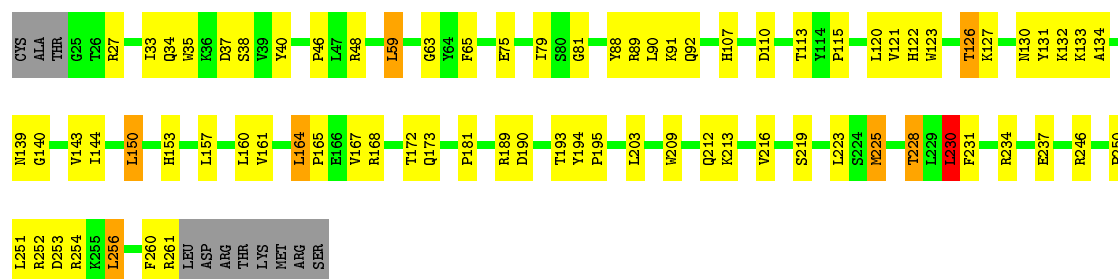 CYS ALA THR G25 T26 R27 I33 Q34 W35 K36 D37 S38 V39 Y40 P46 L47 R48 L59 G63 Y64 F65 E75 I79 S80 G81 Y88 R89 L90 K91 Q92 H107 D110 T113 Y114 P115 L120 V121 H122 W123 T126 K127 N130 Y131 K132 K133 A134
N139 G140 V143 I144 L150 H153 L157 L160 V161 L164 P165 E166 V167 R168 T172 Q173 P181 R189 D190 T193 Y194 P195 L203 W209 Q212 K213 V216 S219 L223 S224 M225 T228 L229 L230 F231 R234 E237 R246
L251 R252 D253 R254 K255 L256 F260 R261 LEU ASP ARG THR LYS MET ARG SER